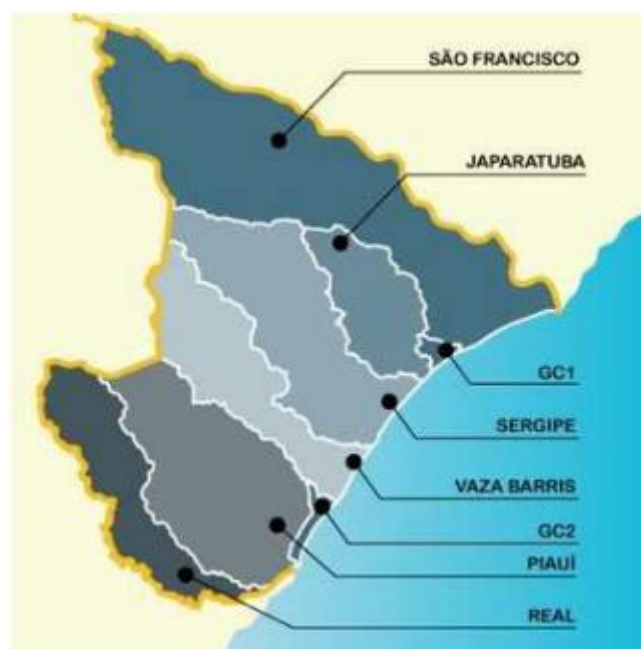 SÃO FRANCISCO
JAPARATUBA
GC1
SERGIPE
VAZA BARRIS
GC2
PIAUÍ
REAL